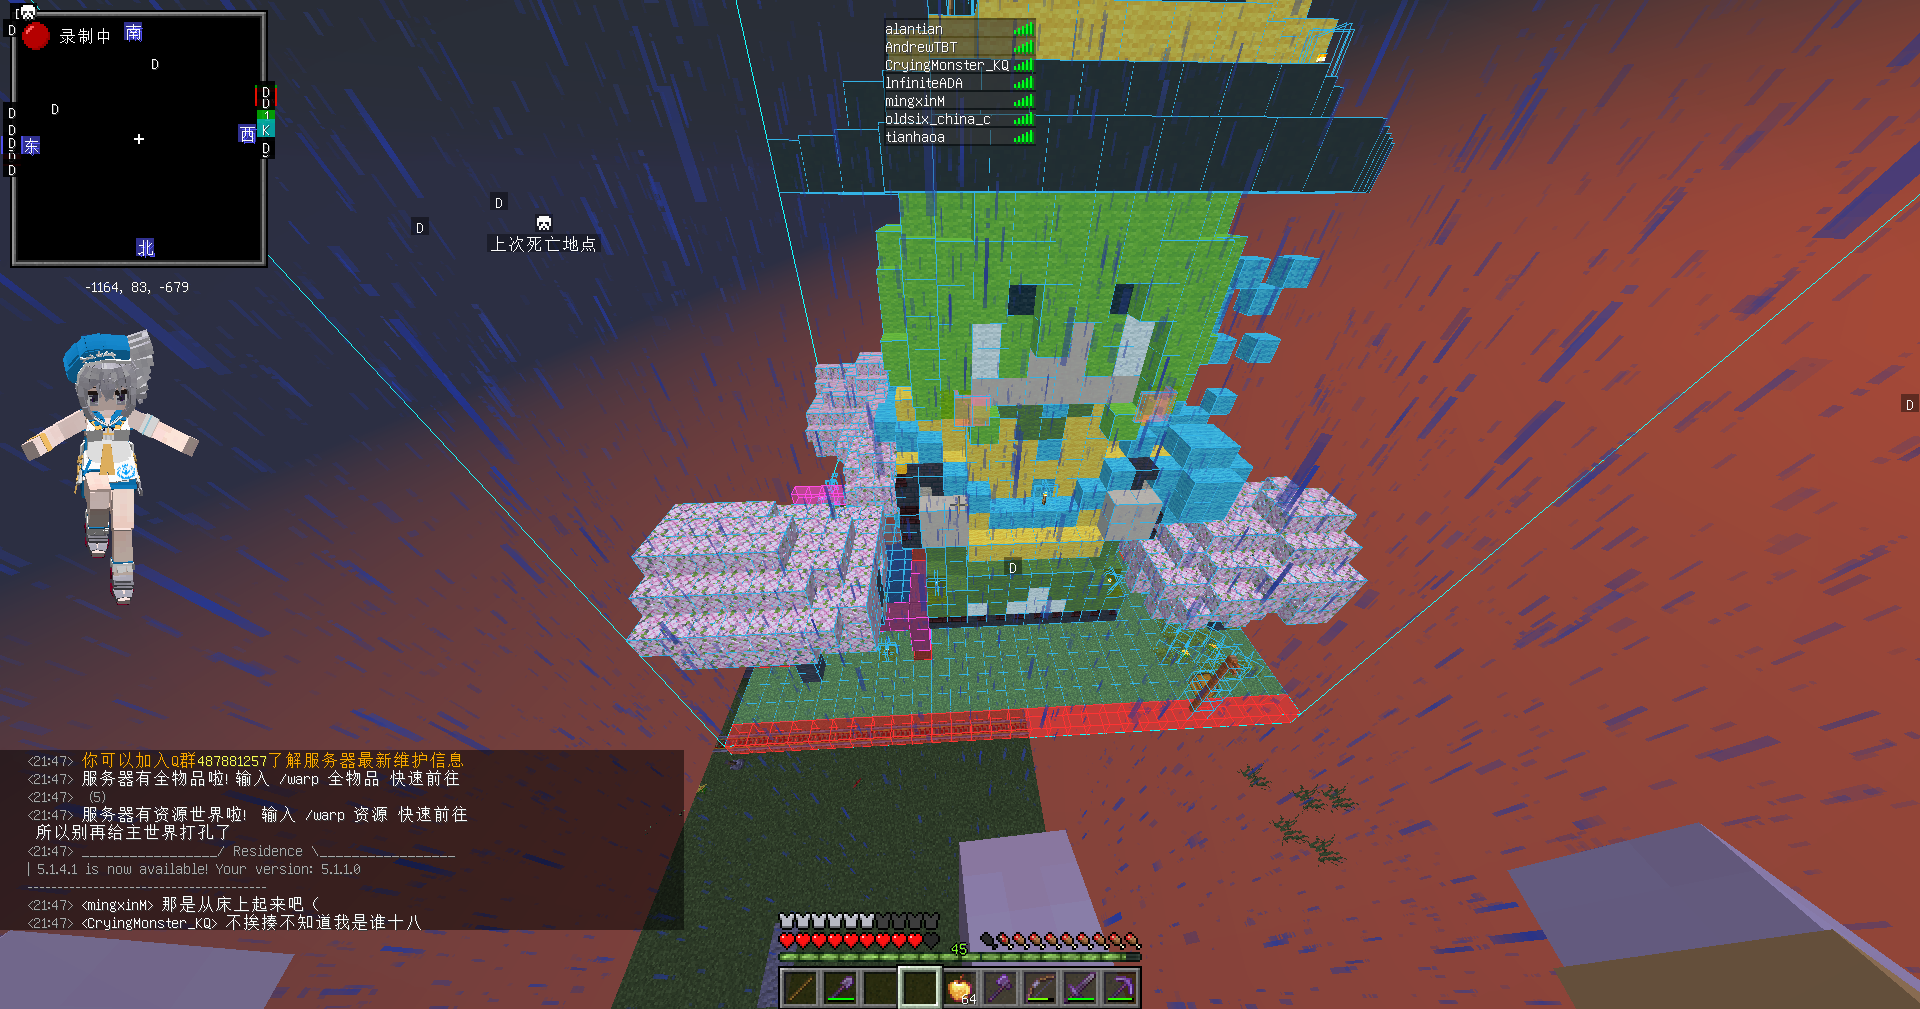 D
D
录制中
南
D
D
D
D
D
1
K
D
D
东
D
西
D
北
-1164, 83, -679
alantian
AndrewTBT
CryingMonster_KQ
lnfiniteADA
mingxinM
oldsix_china_c
tianhaoa
D
D
上次死亡地点
D
D
<21:47> 你可以加入Q群487881257了解服务器最新维护信息
<21:47> 服务器有全物品啦! 输入 /warp 全物品 快速前往
<21:47> (5)
<21:47> 服务器有资源世界啦! 输入 /warp 资源 快速前往
所以别再给主世界打孔了
<21:47> _________________/ Residence \_________________
| 5.1.4.1 is now available! Your version: 5.1.1.0
------------------------------------
<21:47> <mingxinM> 那是从床上起来吧 (
<21:47> <CryingMonster_KQ> 不挨揍不知道我是谁十八
45
64